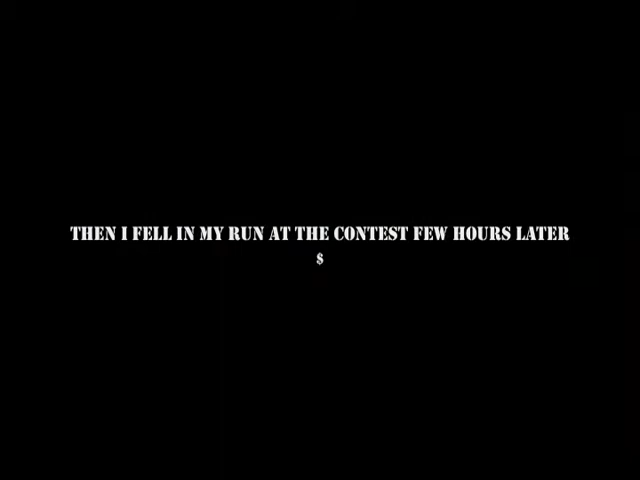 THEN I FELL IN MY RUN AT THE CONTEST FEW HOURS LATER
$